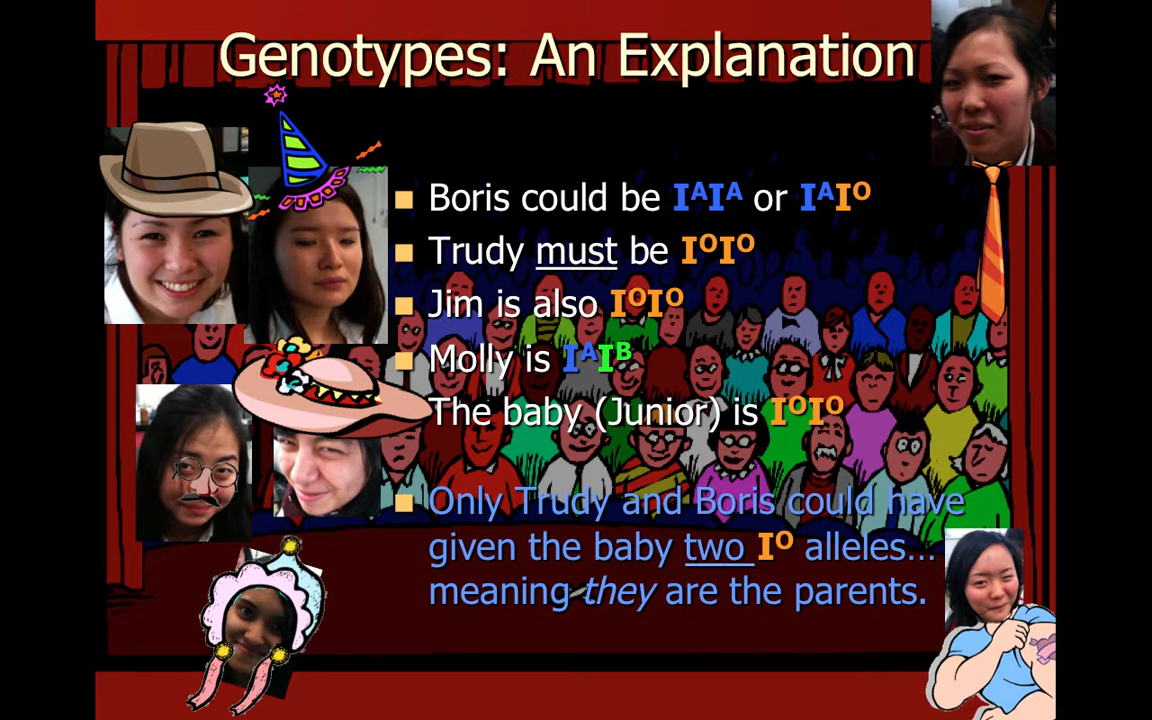 Genotypes: An Explanation
Boris could be IᴬIᴬ or IᴬIᴼ
Trudy must be IᴼIᴼ
Jim is also IᴼIᴼ
Molly is IᴬIᴮ
The baby (Junior) is IᴼIᴼ
Only Trudy and Boris could have
given the baby two Iᴼ alleles…
meaning they are the parents.